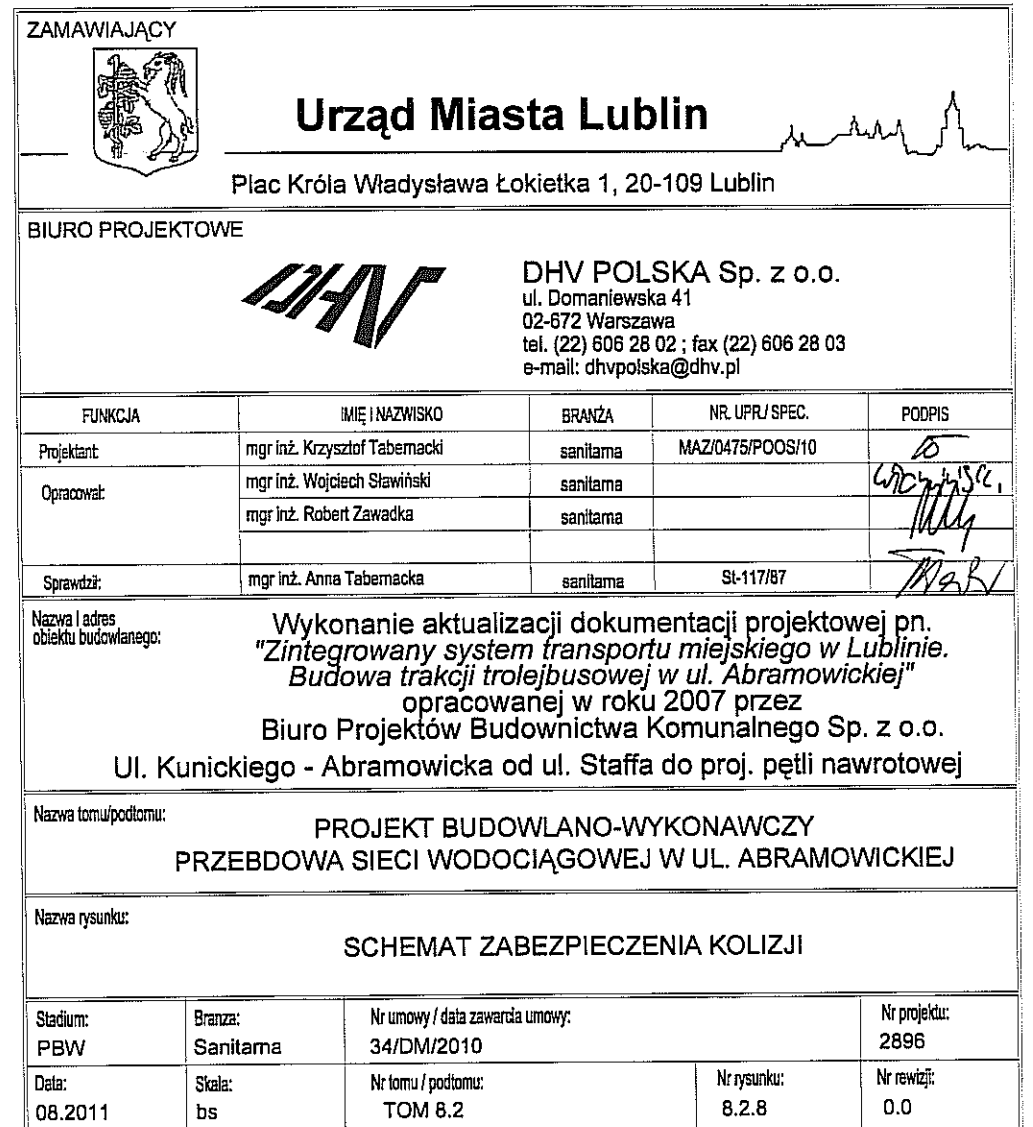 ZAMAWIAJĄCY
Urząd Miasta Lublin
Plac Króla Władysława Łokietka 1, 20-109 Lublin
BIURO PROJEKTOWE
DHV
DHV POLSKA Sp. z o.o.
ul. Domaniewska 41
02-672 Warszawa
tel. (22) 606 28 02 ; fax (22) 606 28 03
e-mail: dhvpolska@dhv.pl
FUNKCJA IMIĘ I NAZWISKO BRANŻA NR. UPR./ SPEC. PODPIS
Projektant: mgr inż. Krzysztof Tabernacki sanitarna MAZ/0475/POOS/10
Opracował: mgr inż. Wojciech Sławiński sanitarna
mgr inż. Robert Zawadka sanitarna
Sprawdził: mgr inż. Anna Tabernacka sanitarna St-117/87
Nazwa i adres
obiektu budowlanego:
Wykonanie aktualizacji dokumentacji projektowej pn.
"Zintegrowany system transportu miejskiego w Lublinie.
Budowa trakcji trolejbusowej w ul. Abramowickiej"
opracowanej w roku 2007 przez
Biuro Projektów Budownictwa Komunalnego Sp. z o.o.
Ul. Kunickiego - Abramowicka od ul. Staffa do proj. pętli nawrotowej
Nazwa tomu/podtomu:
PROJEKT BUDOWLANO-WYKONAWCZY
PRZEBDOWA SIECI WODOCIĄGOWEJ W UL. ABRAMOWICKIEJ
Nazwa rysunku:
SCHEMAT ZABEZPIECZENIA KOLIZJI
Stadium: Branża: Nr umowy / data zawarcia umowy: Nr projektu:
PBW Sanitarna 34/DM/2010 2896
Data: Skala: Nr tomu / podtomu: Nr rysunku: Nr rewizji:
08.2011 bs TOM 8.2 8.2.8 0.0